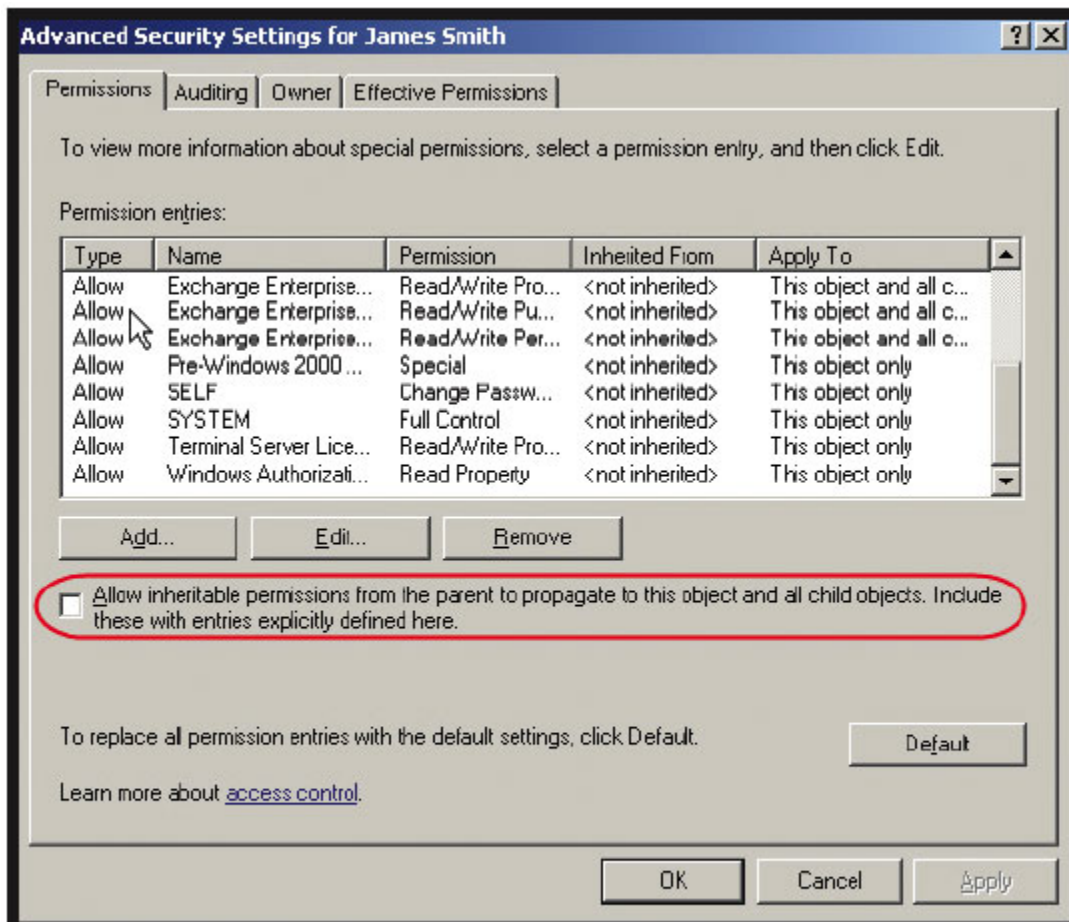 Advanced Security Settings for James Smith
Permissions Auditing Owner Effective Permissions
To view more information about special permissions, select a permission entry, and then click Edit.
Permission entries:
Type Name Permission Inherited From Apply To
Allow Exchange Enterprise... Read/Write Pro... <not inherited> This object and all c...
Allow Exchange Enterprise... Read/Write Pu... <not inherited> This object and all c...
Allow Exchange Enterprise... Read/Write Per... <not inherited> This object and all c...
Allow Pre-Windows 2000 ... Special <not inherited> This object only
Allow SELF Change Passw... <not inherited> This object only
Allow SYSTEM Full Control <not inherited> This object only
Allow Terminal Server Lice... Read/Write Pro... <not inherited> This object only
Allow Windows Authorizati... Read Property <not inherited> This object only
Add... Edit... Remove
Allow inheritable permissions from the parent to propagate to this object and all child objects. Include
these with entries explicitly defined here.
To replace all permission entries with the default settings, click Default.
Default
Learn more about access control.
OK Cancel Apply